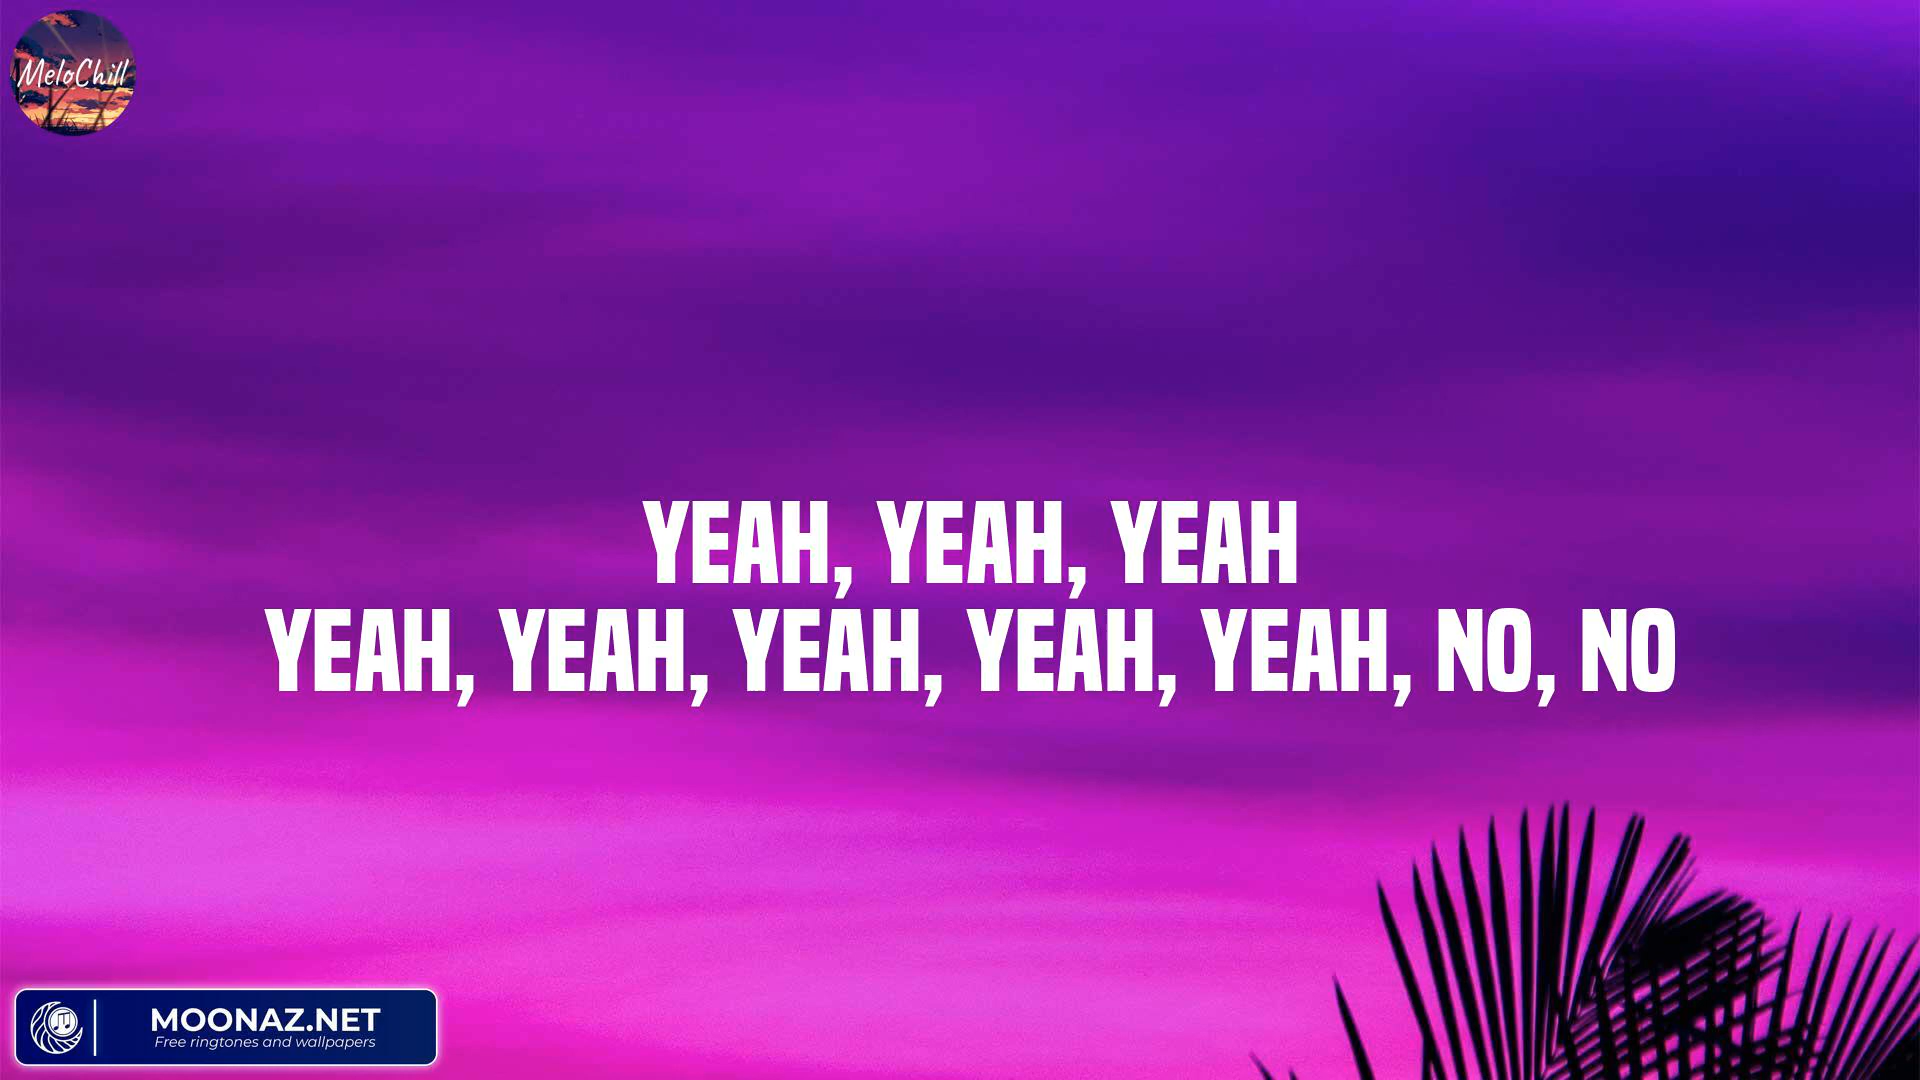 MeloChill
YEAH, YEAH, YEAH
YEAH, YEAH, YEAH, YEAH, YEAH, NO, NO
MOONAZ.NET
Free ringtones and wallpapers